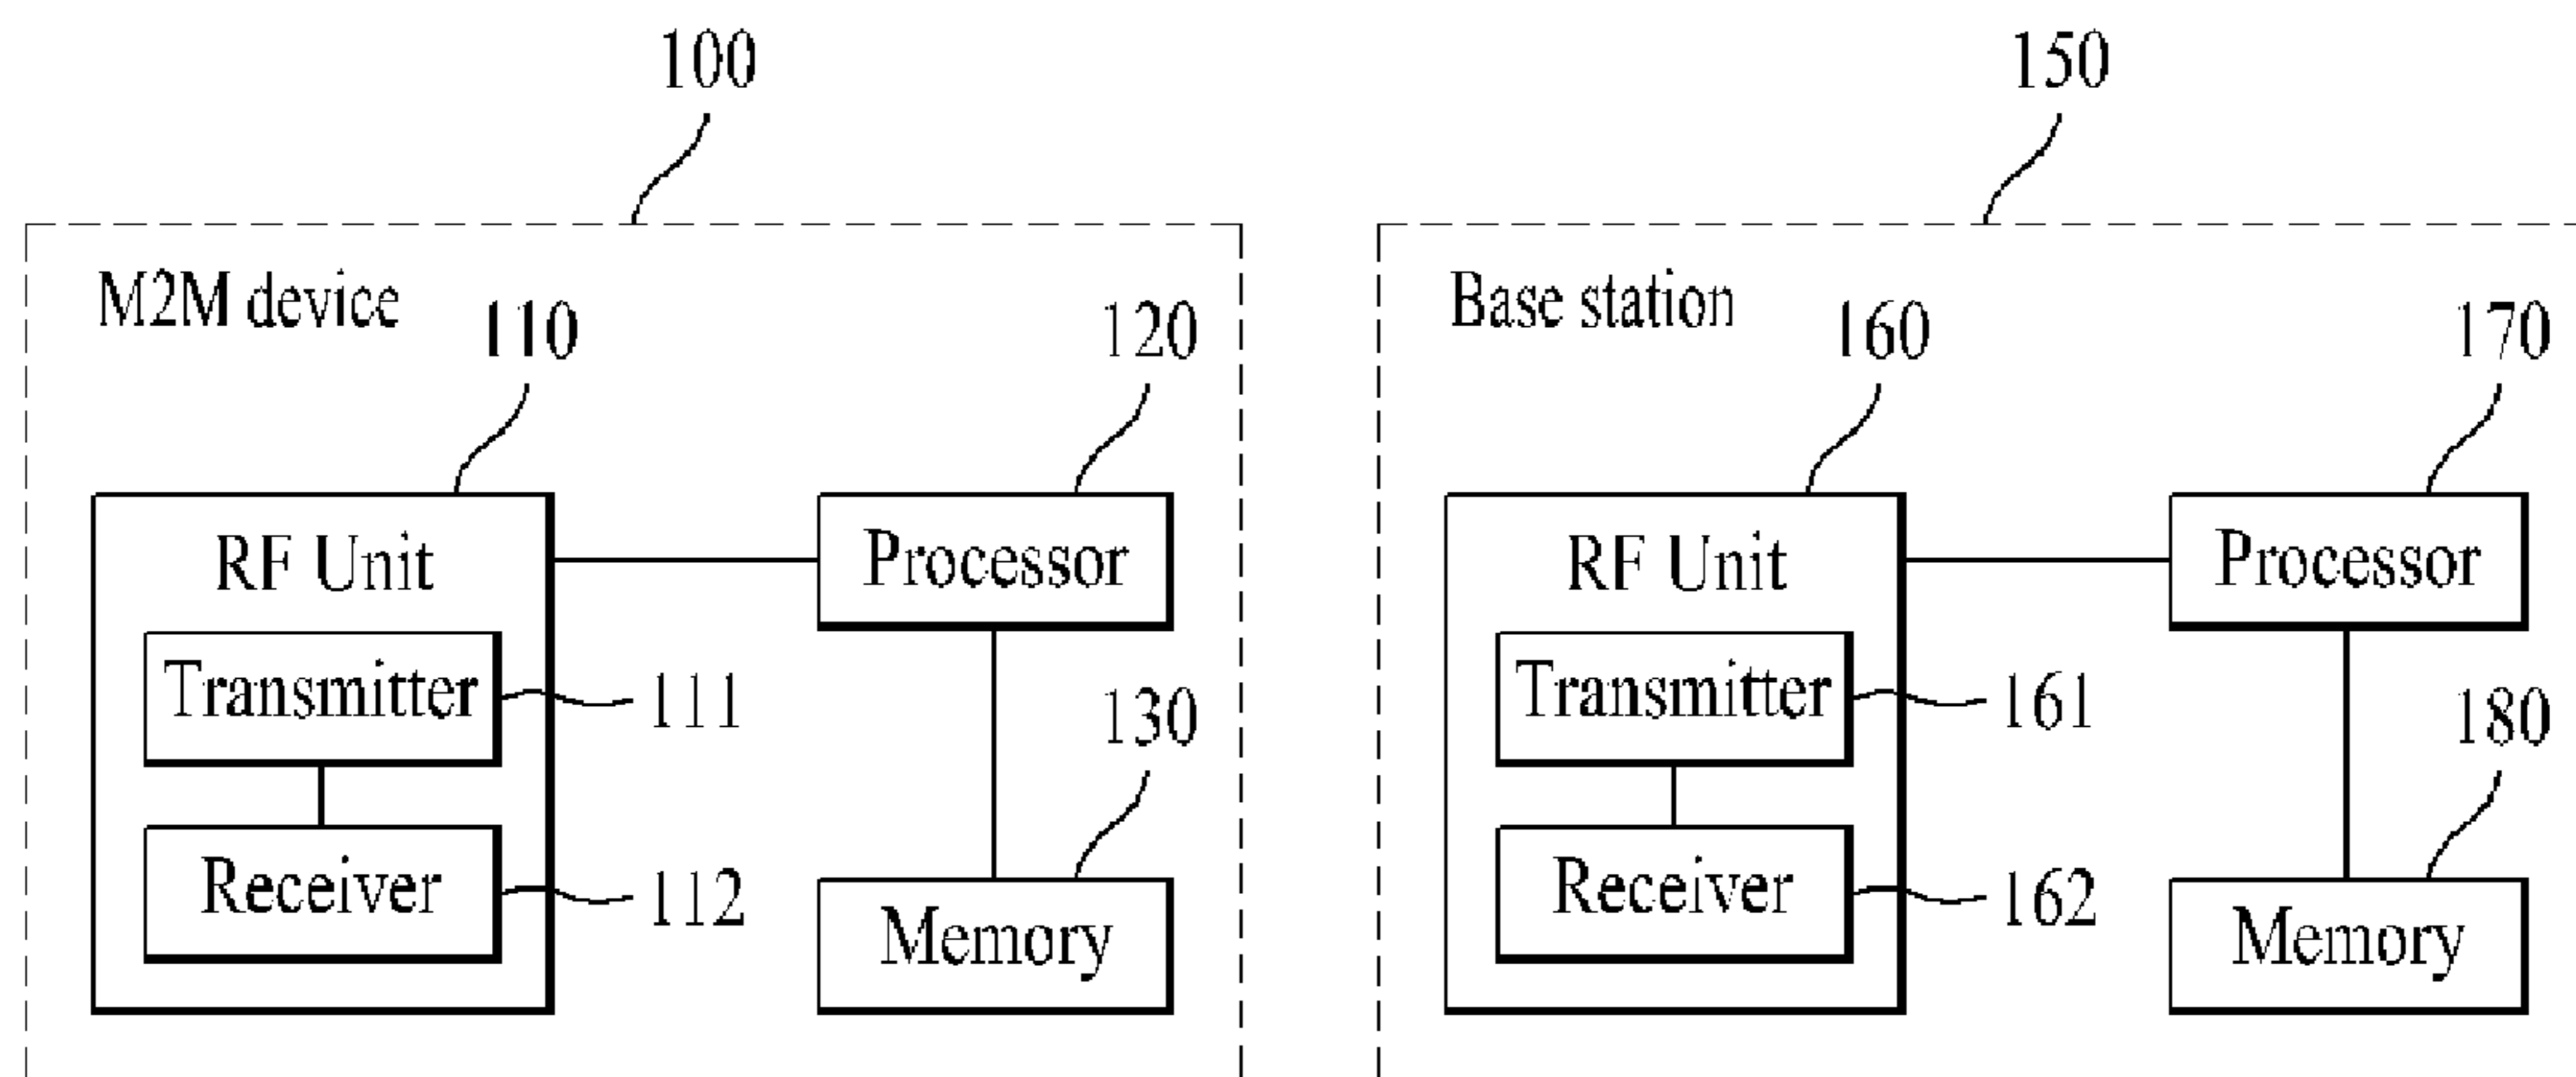 100
150
M2M device
Base station
110
120
160
170
RF Unit
Processor
RF Unit
Processor
Transmitter
111
130
Transmitter
161
180
Receiver
112
Memory
Receiver
162
Memory